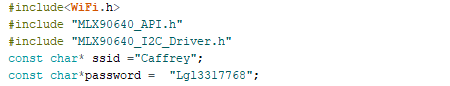 #include<WiFi.h>
#include "MLX90640_API.h"
#include "MLX90640_I2C_Driver.h"
const char* ssid ="Caffrey";
const char*password =  "Lgl3317768";